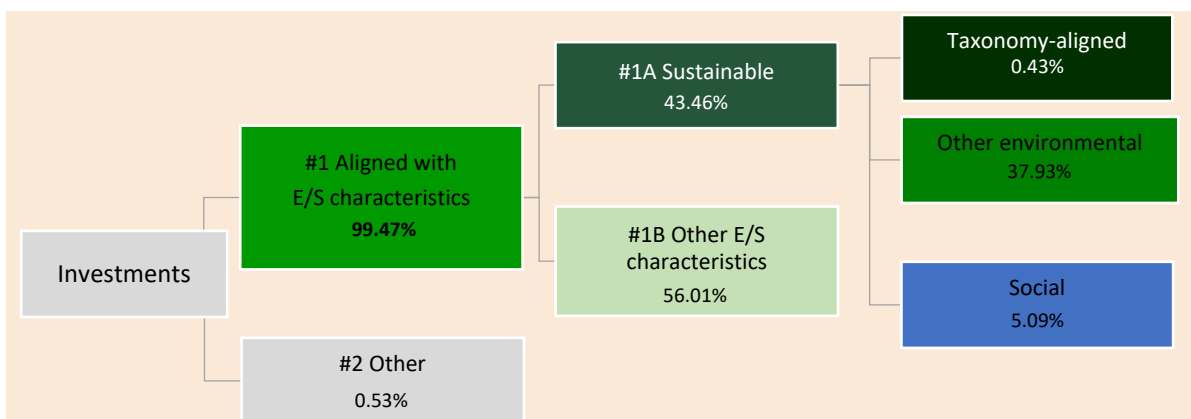 Investments
#1 Aligned with
E/S characteristics
99.47%
#2 Other
0.53%
#1A Sustainable
43.46%
#1B Other E/S
characteristics
56.01%
Taxonomy-aligned
0.43%
Other environmental
37.93%
Social
5.09%